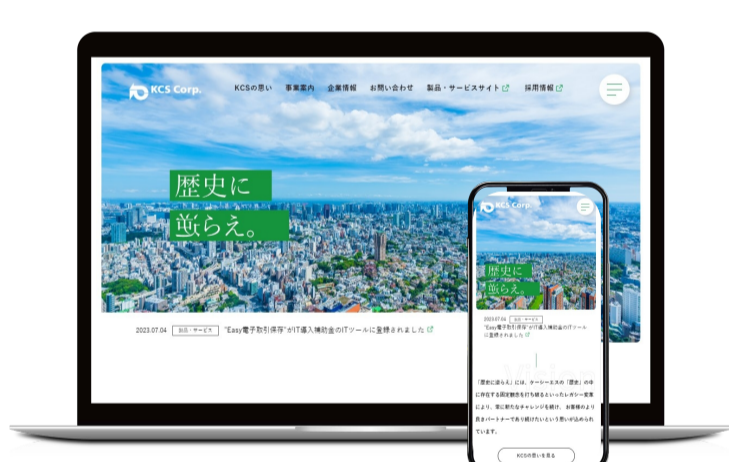 KCS Corp.
KCSの思い 事業案内 企業情報 お問い合わせ 製品・サービスサイト 採用情報
歴史に
逆らえ。
2023.07.04 製品・サービス "Easy電子取引保存"がIT導入補助金のITツールに登録されました
KCS Corp.
歴史に
逆らえ。
2023.07.04 製品・サービス
"Easy電子取引保存"がIT導入補助金のITツール
に登録されました
Vision
「歴史に逆らえ」には、ケーシーエスの「歴史」の中
に存在する固定観念を打ち破るといったレガシー変革
により、常に新たなチャレンジを続け、お客様のより
良きパートナーであり続けたいという思いが込められ
ています。
KCSの思いを見る